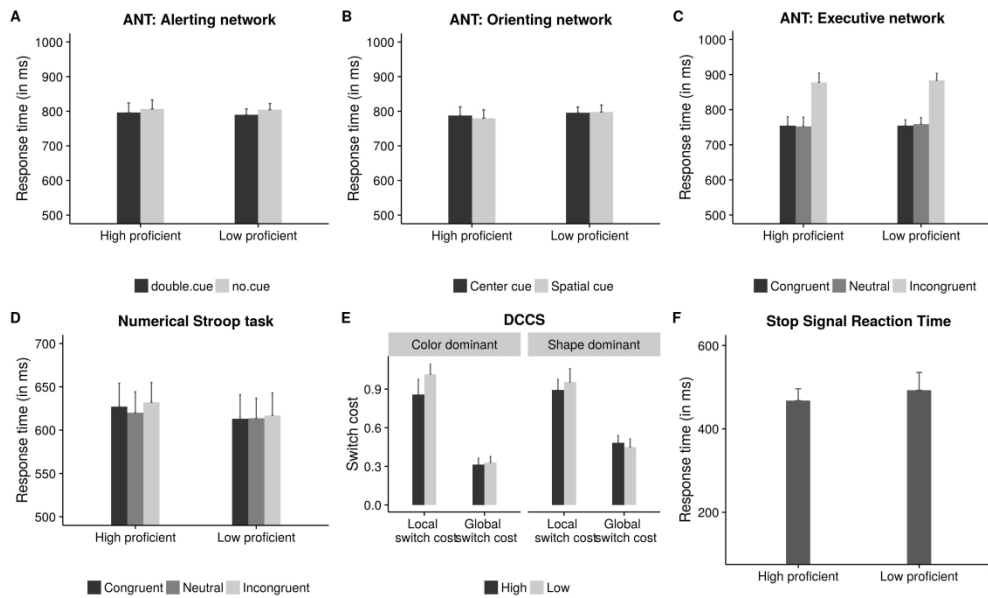 A
ANT: Alerting network
Response time (in ms)
1000
900
800
700
600
500
High proficient
Low proficient
double.cue
no.cue
B
ANT: Orienting network
Response time (in ms)
1000
900
800
700
600
500
High proficient
Low proficient
Center cue
Spatial cue
C
ANT: Executive network
Response time (in ms)
1000
900
800
700
600
500
High proficient
Low proficient
Congruent
Neutral
Incongruent
D
Numerical Stroop task
Response time (in ms)
700
650
600
550
500
High proficient
Low proficient
Congruent
Neutral
Incongruent
E
DCCS
Color dominant
Shape dominant
Switch cost
0.9
0.6
0.3
0.0
Local
switch cost
Global
switch cost
Local
switch cost
Global
switch cost
High
Low
F
Stop Signal Reaction Time
Response time (in ms)
600
400
200
High proficient
Low proficient